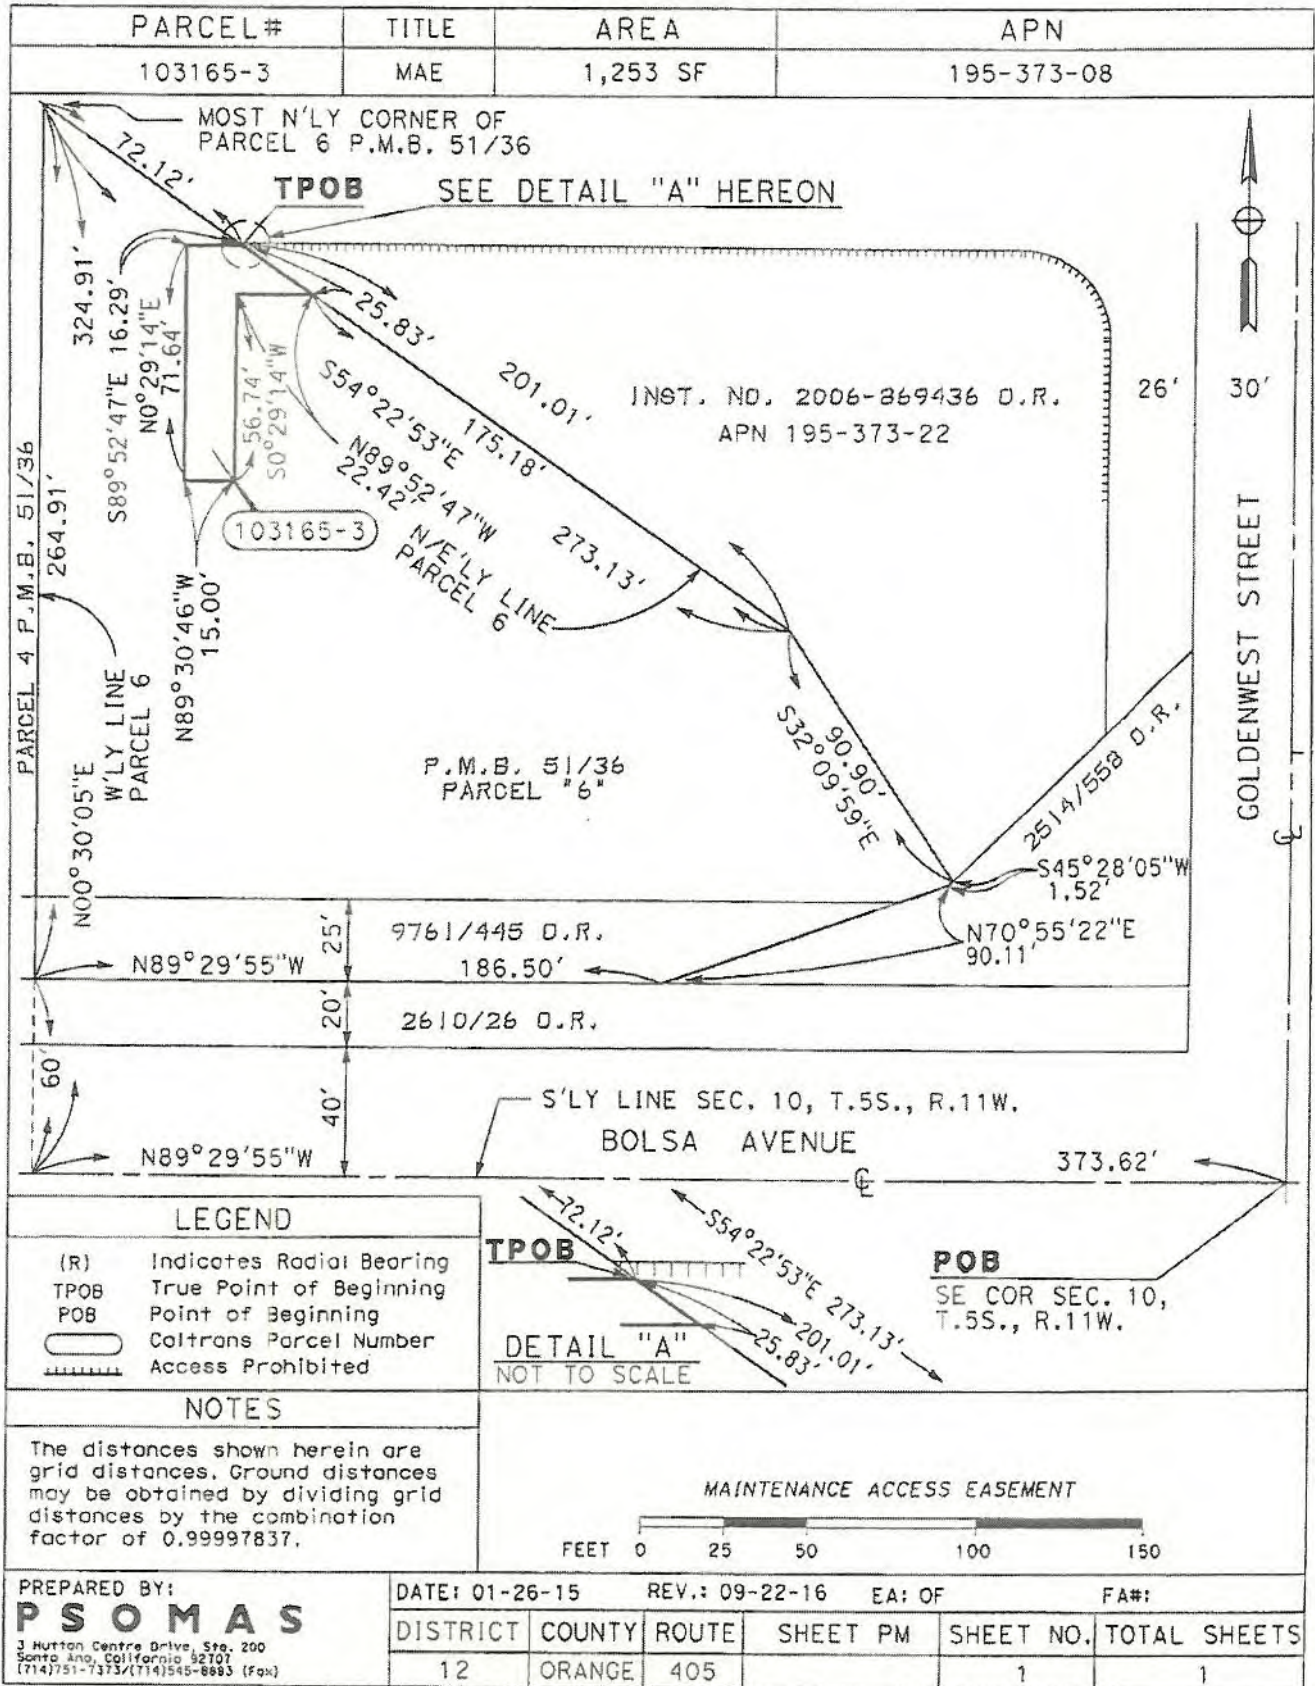 PARCEL# TITLE AREA APN
103165-3 MAE 1,253 SF 195-373-08
MOST N'LY CORNER OF
PARCEL 6 P.M.B. 51/36
72.12'
TPOB
SEE DETAIL "A" HEREON
324.91'
S89°52'47"E 16.29'
N0°29'14"E
71.64'
56.74'
S0°29'14"W
25.83'
S54°22'53"E
175.18'
201.01'
N89°52'47"W
22.42'
273.13'
N/E'LY LINE
PARCEL 6
INST. NO. 2006-869436 O.R.
APN 195-373-22
26'
30'
GOLDENWEST STREET
PARCEL 4 P.M.B. 51/36
264.91'
103165-3
N89°30'46"W
15.00'
W'LY LINE
PARCEL 6
N00°30'05"E
P.M.B. 51/36
PARCEL "6"
90.90'
S32°09'59"E
2514/558 O.R.
S45°28'05"W
1.52'
N70°55'22"E
90.11'
25'
9761/445 O.R.
N89°29'55"W
186.50'
20'
2610/26 O.R.
60'
40'
S'LY LINE SEC. 10, T.5S., R.11W.
BOLSA AVENUE
N89°29'55"W
373.62'
LEGEND
(R) Indicates Radial Bearing
TPOB True Point of Beginning
POB Point of Beginning
Caltrans Parcel Number
Access Prohibited
72.12'
S54°22'53"E 273.13'
TPOB
201.01'
25.83'
DETAIL "A"
NOT TO SCALE
POB
SE COR SEC. 10,
T.5S., R.11W.
NOTES
The distances shown herein are
grid distances. Ground distances
may be obtained by dividing grid
distances by the combination
factor of 0.99997837.
MAINTENANCE ACCESS EASEMENT
FEET 0 25 50 100 150
PREPARED BY:
PSOMAS
3 Hutton Centre Drive, Ste. 200
Santa Ana, California 92707
(714)751-7373/(714)545-8883 (Fax)
DATE: 01-26-15 REV.: 09-22-16 EA: OF FA#:
DISTRICT COUNTY ROUTE SHEET PM SHEET NO. TOTAL SHEETS
12 ORANGE 405 1 1